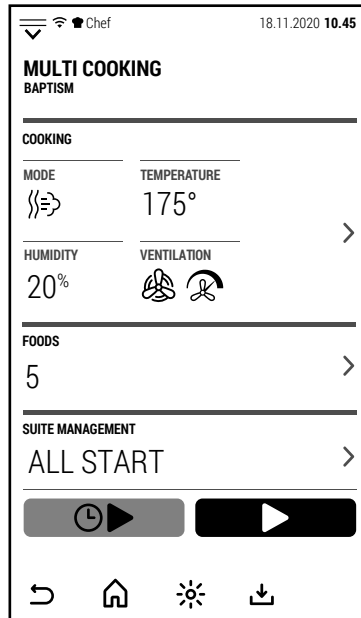 Chef 18.11.2020 10.45
MULTI COOKING
BAPTISM
COOKING
MODE TEMPERATURE
175°
HUMIDITY VENTILATION
20%
FOODS
5
SUITE MANAGEMENT
ALL START